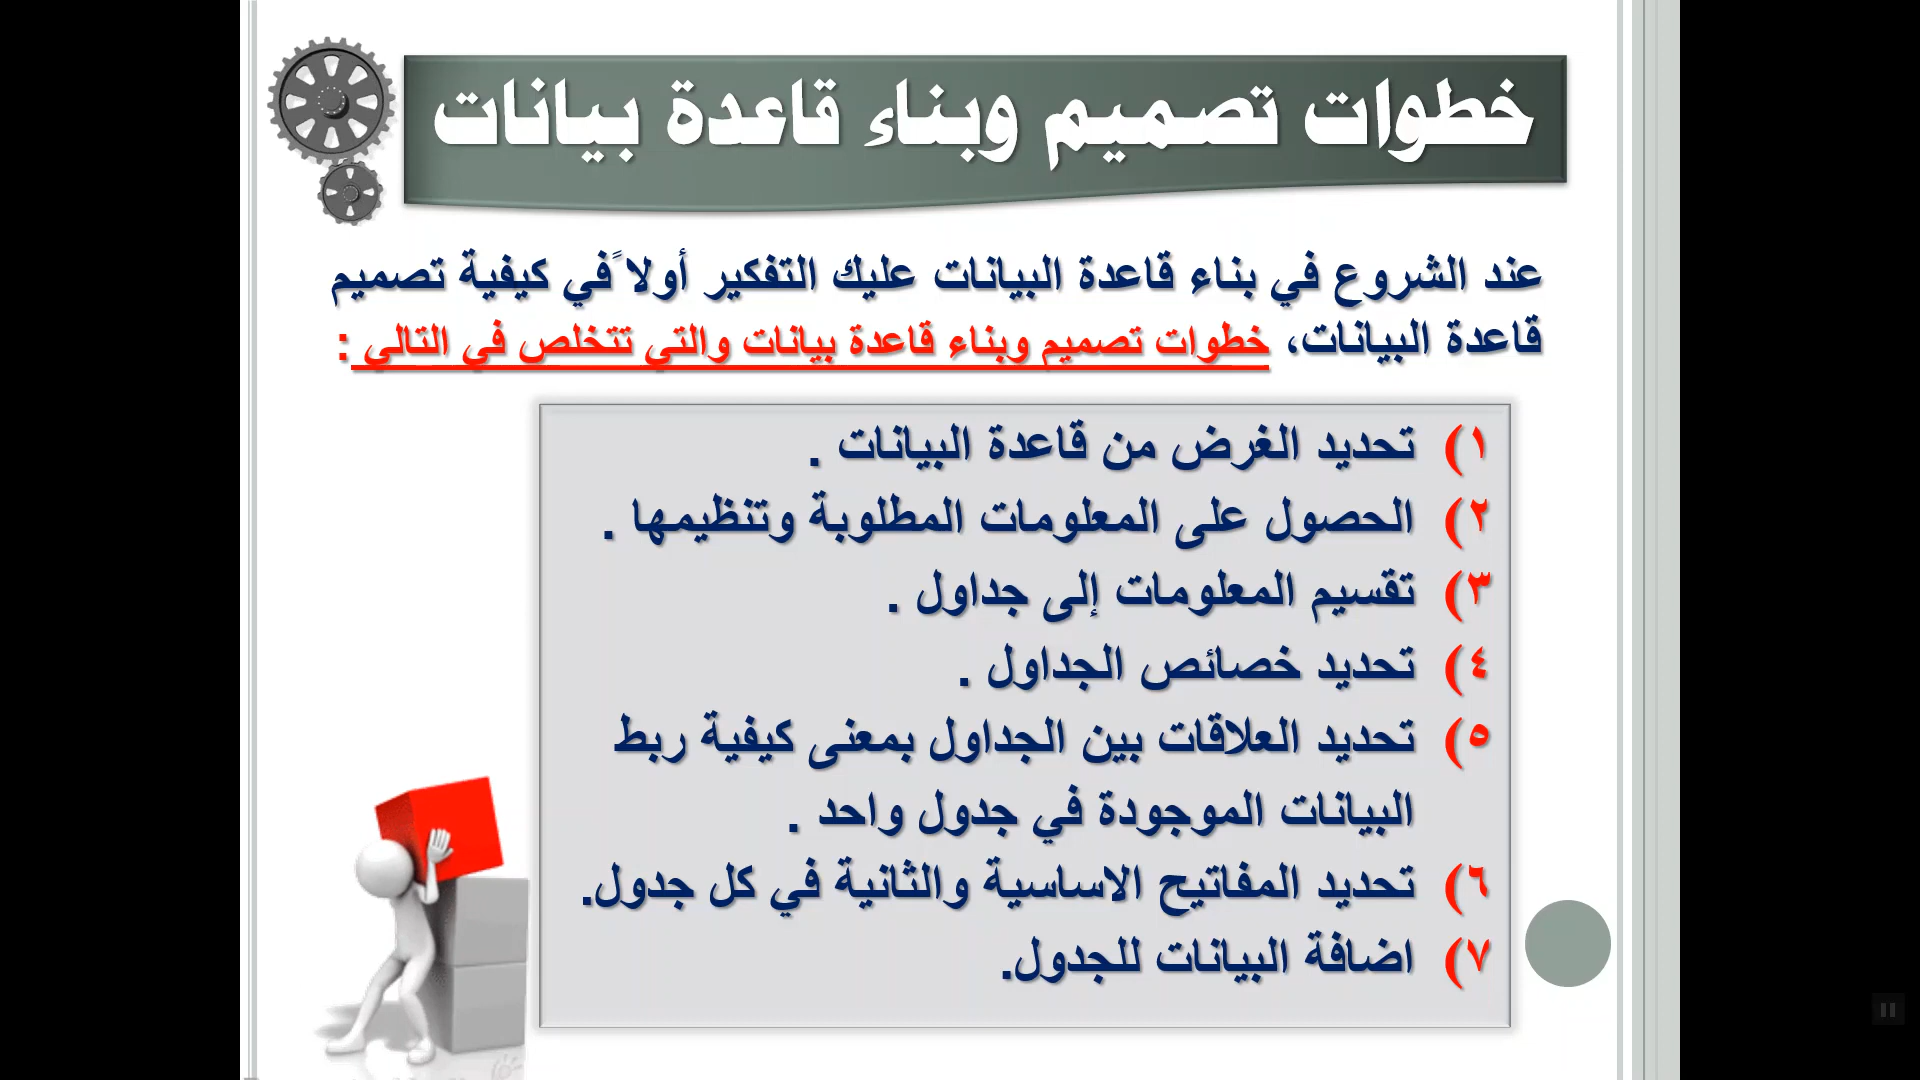 خطوات تصميم وبناء قاعدة بيانات
عند الشروع في بناء قاعدة البيانات عليك التفكير أولا ًفي كيفية تصميم
قاعدة البيانات، خطوات تصميم وبناء قاعدة بيانات والتي تتخلص في التالي :
١) تحديد الغرض من قاعدة البيانات .
٢) الحصول على المعلومات المطلوبة وتنظيمها .
٣) تقسيم المعلومات إلى جداول .
٤) تحديد خصائص الجداول .
٥) تحديد العلاقات بين الجداول بمعنى كيفية ربط
البيانات الموجودة في جدول واحد .
٦) تحديد المفاتيح الاساسية والثانية في كل جدول.
٧) اضافة البيانات للجدول.